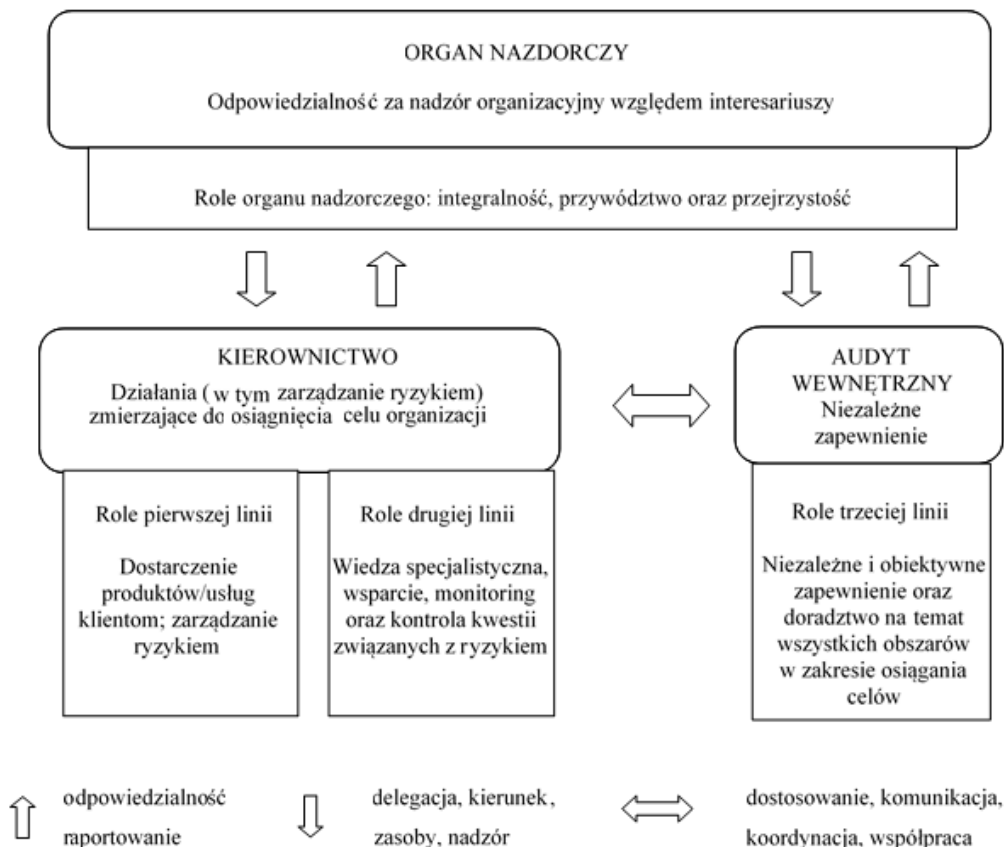 ORGAN NAZDORCZY
Odpowiedzialność za nadzór organizacyjny względem interesariuszy
Role organu nadzorczego: integralność, przywództwo oraz przejrzystość
KIEROWNICTWO
Działania (w tym zarządzanie ryzykiem)
zmierzające do osiągnięcia celu organizacji
AUDYT
WEWNĘTRZNY
Niezależne
zapewnienie
Role pierwszej linii
Dostarczenie
produktów/usług
klientom; zarządzanie
ryzykiem
Role drugiej linii
Wiedza specjalistyczna,
wsparcie, monitoring
oraz kontrola kwestii
związanych z ryzykiem
Role trzeciej linii
Niezależne i obiektywne
zapewnienie oraz
doradztwo na temat
wszystkich obszarów
w zakresie osiągania
celów
odpowiedzialność
raportowanie
delegacja, kierunek,
zasoby, nadzór
dostosowanie, komunikacja,
koordynacja, współpraca